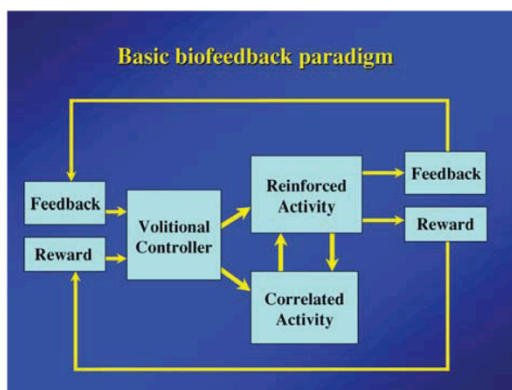 Basic biofeedback paradigm
Feedback
Reward
Volitional
Controller
Reinforced
Activity
Correlated
Activity
Feedback
Reward